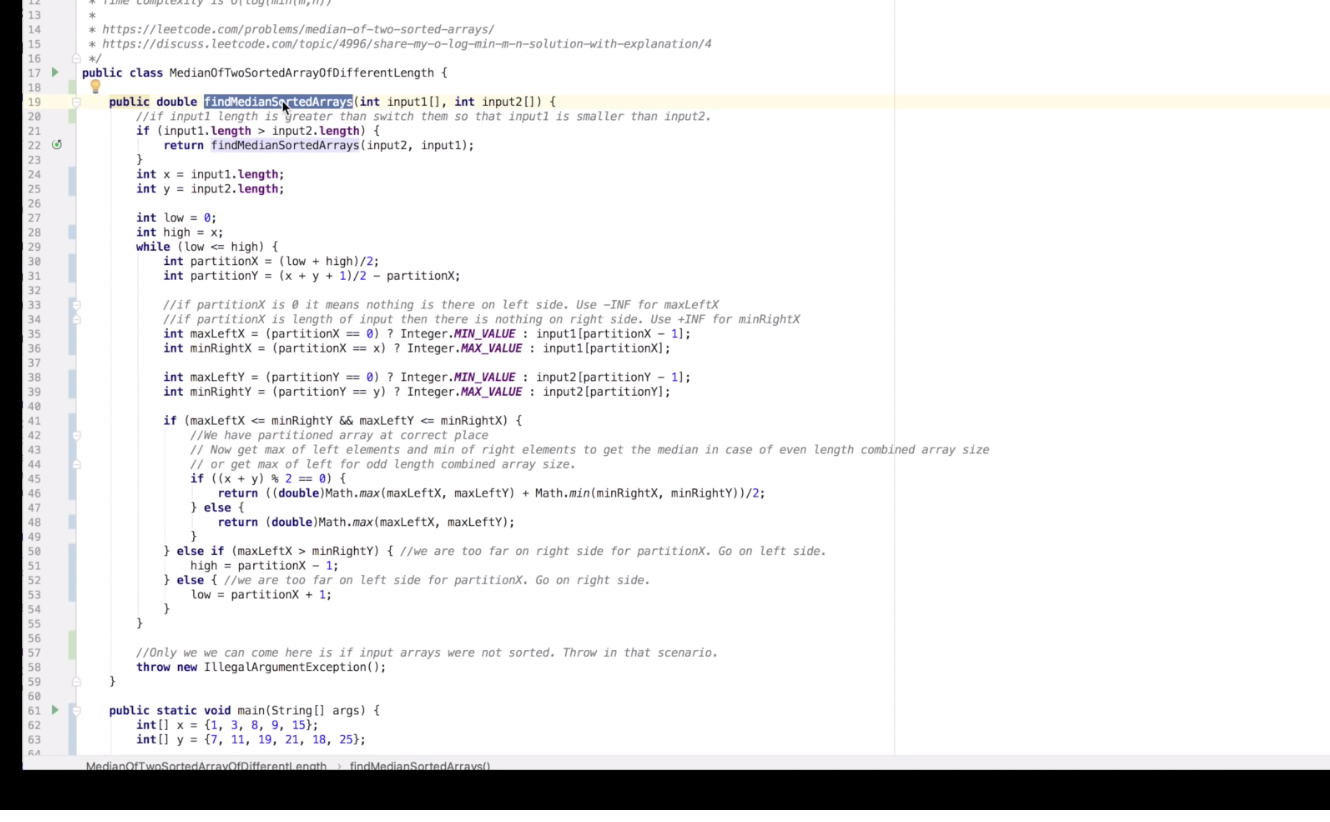 12 * Time complexity is O(log(min(m,n))
13 *
14 * https://leetcode.com/problems/median-of-two-sorted-arrays/
15 * https://discuss.leetcode.com/topic/4996/share-my-o-log-min-m-n-solution-with-explanation/4
16 */
17 public class MedianOfTwoSortedArrayOfDifferentLength {
18
19 public double findMedianSortedArrays(int input1[], int input2[]) {
20 //if input1 length is greater than switch them so that input1 is smaller than input2.
21 if (input1.length > input2.length) {
22 return findMedianSortedArrays(input2, input1);
23 }
24 int x = input1.length;
25 int y = input2.length;
26
27 int low = 0;
28 int high = x;
29 while (low <= high) {
30 int partitionX = (low + high)/2;
31 int partitionY = (x + y + 1)/2 - partitionX;
32
33 //if partitionX is 0 it means nothing is there on left side. Use -INF for maxLeftX
34 //if partitionX is length of input then there is nothing on right side. Use +INF for minRightX
35 int maxLeftX = (partitionX == 0) ? Integer.MIN_VALUE : input1[partitionX - 1];
36 int minRightX = (partitionX == x) ? Integer.MAX_VALUE : input1[partitionX];
37
38 int maxLeftY = (partitionY == 0) ? Integer.MIN_VALUE : input2[partitionY - 1];
39 int minRightY = (partitionY == y) ? Integer.MAX_VALUE : input2[partitionY];
40
41 if (maxLeftX <= minRightY && maxLeftY <= minRightX) {
42 //We have partitioned array at correct place
43 // Now get max of left elements and min of right elements to get the median in case of even length combined array size
44 // or get max of left for odd length combined array size.
45 if ((x + y) % 2 == 0) {
46 return ((double)Math.max(maxLeftX, maxLeftY) + Math.min(minRightX, minRightY))/2;
47 } else {
48 return (double)Math.max(maxLeftX, maxLeftY);
49 }
50 } else if (maxLeftX > minRightY) { //we are too far on right side for partitionX. Go on left side.
51 high = partitionX - 1;
52 } else { //we are too far on left side for partitionX. Go on right side.
53 low = partitionX + 1;
54 }
55 }
56
57 //Only we we can come here is if input arrays were not sorted. Throw in that scenario.
58 throw new IllegalArgumentException();
59 }
60
61 public static void main(String[] args) {
62 int[] x = {1, 3, 8, 9, 15};
63 int[] y = {7, 11, 19, 21, 18, 25};
64
MedianOfTwoSortedArrayOfDifferentLength › findMedianSortedArrays()